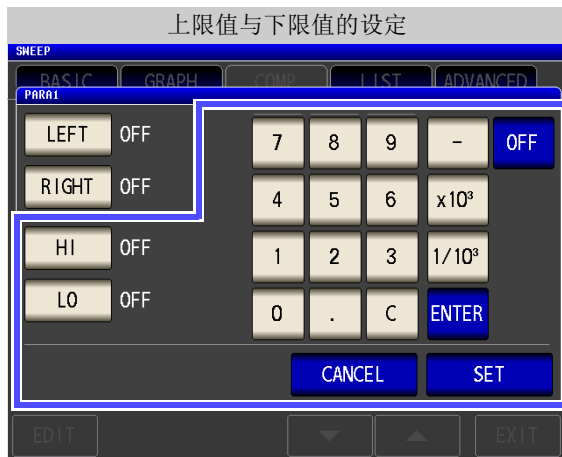 上限值与下限值的设定
SWEEP
BASIC GRAPH COMP LIST ADVANCED
PARA1
LEFT OFF 7 8 9 - OFF
RIGHT OFF 4 5 6 x10³
HI OFF 1 2 3 1/10³
LO OFF 0 . C ENTER
CANCEL SET
EDIT EXIT